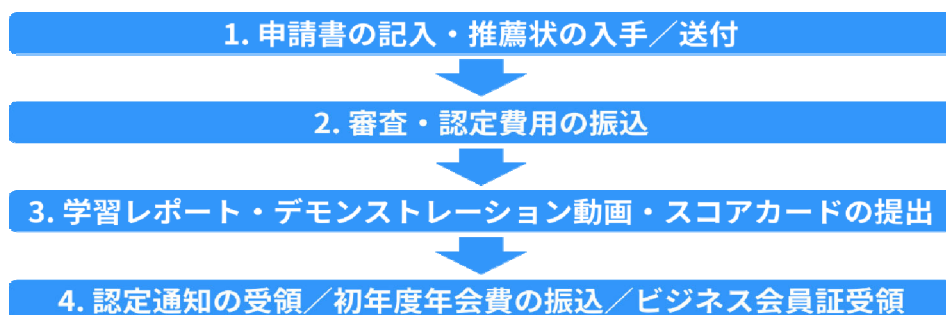 1. 申請書の記入・推薦状の入手／送付
2. 審査・認定費用の振込
3. 学習レポート・デモンストレーション動画・スコアカードの提出
4. 認定通知の受領／初年度年会費の振込／ビジネス会員証受領